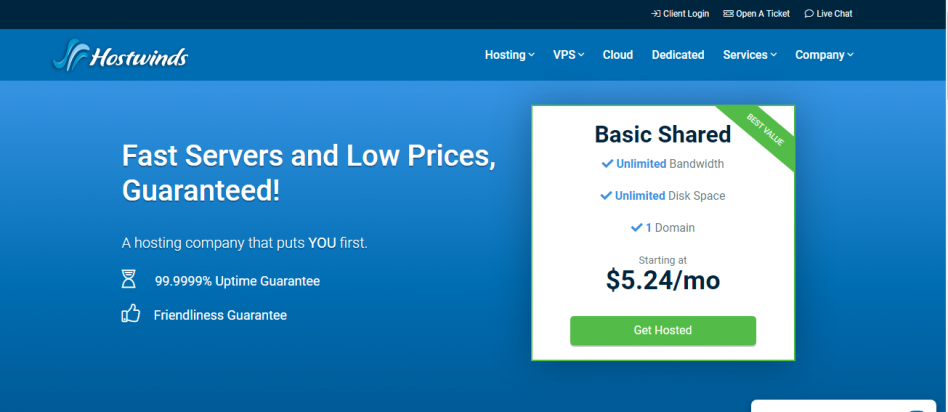 Client Login Open A Ticket Live Chat
Hostwinds Hosting VPS Cloud Dedicated Services Company
Fast Servers and Low Prices,
Guaranteed!
A hosting company that puts YOU first.
99.9999% Uptime Guarantee
Friendliness Guarantee
BEST VALUE
Basic Shared
Unlimited Bandwidth
Unlimited Disk Space
1 Domain
Starting at
$5.24/mo
Get Hosted